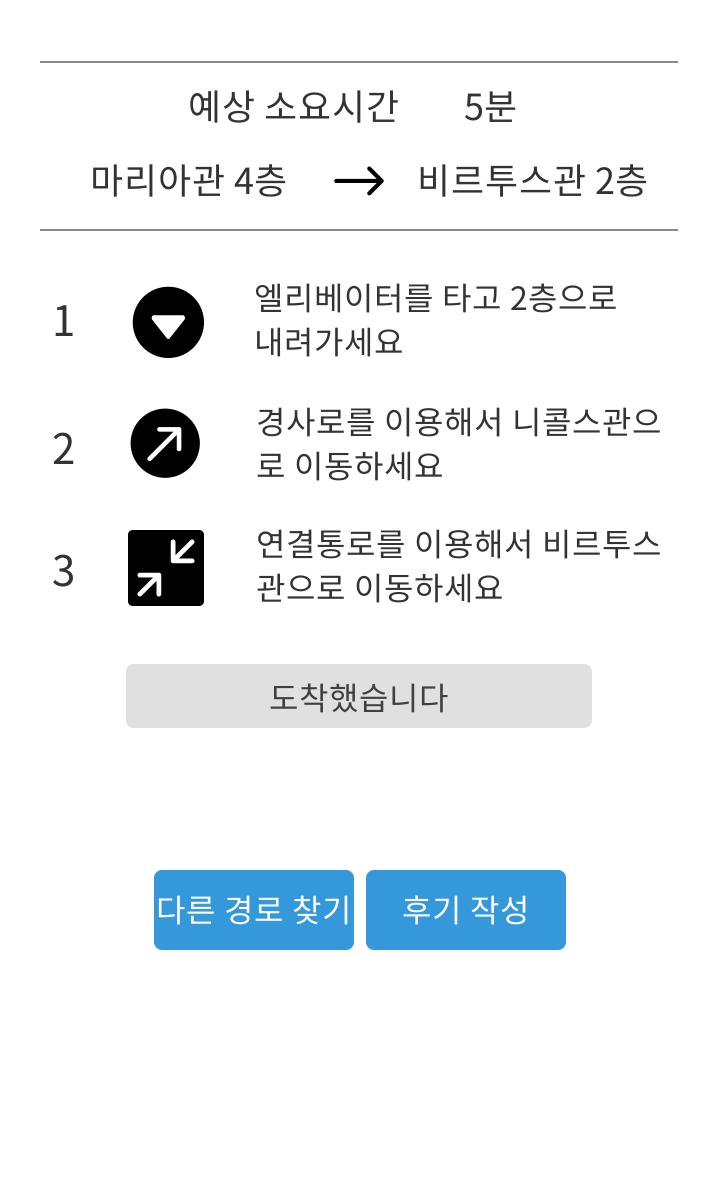 예상 소요시간 5분
마리아관 4층 → 비르투스관 2층
1 엘리베이터를 타고 2층으로
내려가세요
2 경사로를 이용해서 니콜스관으
로 이동하세요
3 연결통로를 이용해서 비르투스
관으로 이동하세요
도착했습니다
다른 경로 찾기 후기 작성